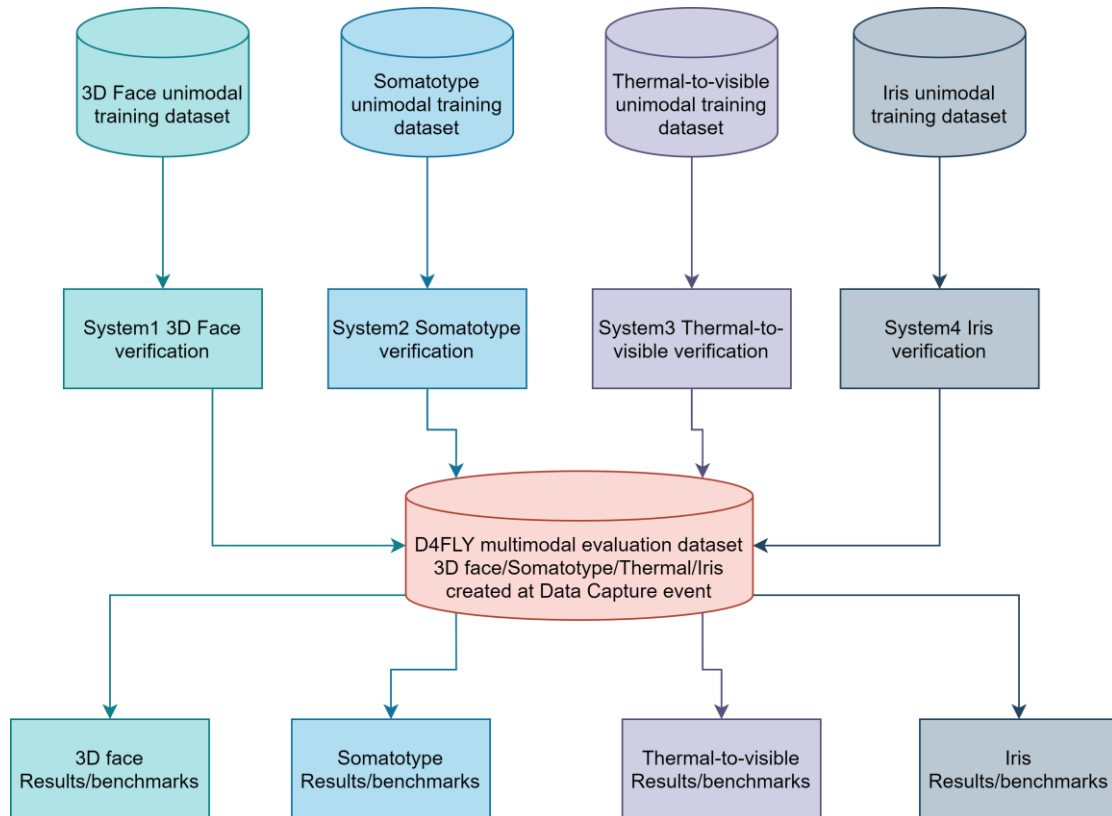 3D Face unimodal
training dataset
Somatotype
unimodal training
dataset
Thermal-to-visible
unimodal training
dataset
Iris unimodal
training dataset
System1 3D Face
verification
System2 Somatotype
verification
System3 Thermal-to-
visible verification
System4 Iris
verification
D4FLY multimodal evaluation dataset
3D face/Somatotype/Thermal/Iris
created at Data Capture event
3D face
Results/benchmarks
Somatotype
Results/benchmarks
Thermal-to-visible
Results/benchmarks
Iris
Results/benchmarks